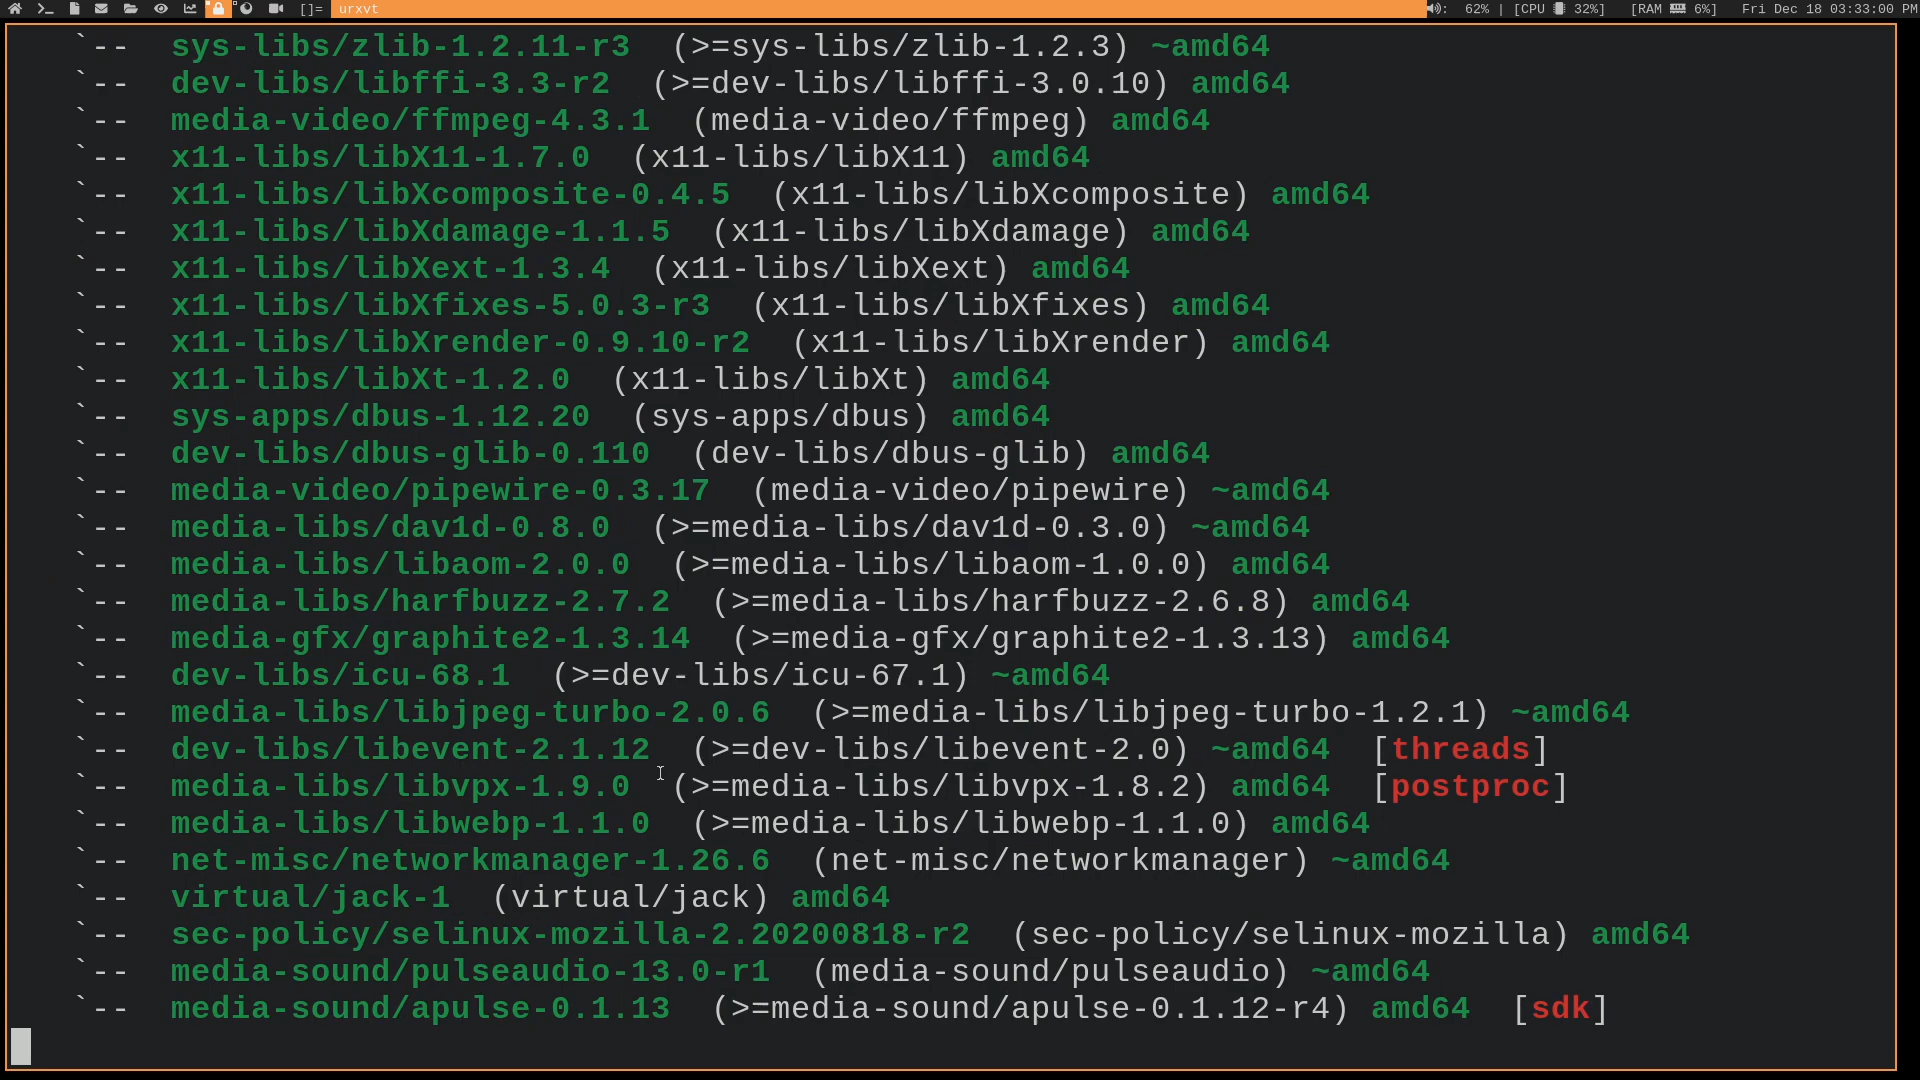 []= urxvt 62% | [CPU 32%] [RAM 6%] Fri Dec 18 03:33:00 PM
`-- sys-libs/zlib-1.2.11-r3 (>=sys-libs/zlib-1.2.3) ~amd64
`-- dev-libs/libffi-3.3-r2 (>=dev-libs/libffi-3.0.10) amd64
`-- media-video/ffmpeg-4.3.1 (media-video/ffmpeg) amd64
`-- x11-libs/libX11-1.7.0 (x11-libs/libX11) amd64
`-- x11-libs/libXcomposite-0.4.5 (x11-libs/libXcomposite) amd64
`-- x11-libs/libXdamage-1.1.5 (x11-libs/libXdamage) amd64
`-- x11-libs/libXext-1.3.4 (x11-libs/libXext) amd64
`-- x11-libs/libXfixes-5.0.3-r3 (x11-libs/libXfixes) amd64
`-- x11-libs/libXrender-0.9.10-r2 (x11-libs/libXrender) amd64
`-- x11-libs/libXt-1.2.0 (x11-libs/libXt) amd64
`-- sys-apps/dbus-1.12.20 (sys-apps/dbus) amd64
`-- dev-libs/dbus-glib-0.110 (dev-libs/dbus-glib) amd64
`-- media-video/pipewire-0.3.17 (media-video/pipewire) ~amd64
`-- media-libs/dav1d-0.8.0 (>=media-libs/dav1d-0.3.0) ~amd64
`-- media-libs/libaom-2.0.0 (>=media-libs/libaom-1.0.0) amd64
`-- media-libs/harfbuzz-2.7.2 (>=media-libs/harfbuzz-2.6.8) amd64
`-- media-gfx/graphite2-1.3.14 (>=media-gfx/graphite2-1.3.13) amd64
`-- dev-libs/icu-68.1 (>=dev-libs/icu-67.1) ~amd64
`-- media-libs/libjpeg-turbo-2.0.6 (>=media-libs/libjpeg-turbo-1.2.1) ~amd64
`-- dev-libs/libevent-2.1.12 (>=dev-libs/libevent-2.0) ~amd64 [threads]
`-- media-libs/libvpx-1.9.0 (>=media-libs/libvpx-1.8.2) amd64 [postproc]
`-- media-libs/libwebp-1.1.0 (>=media-libs/libwebp-1.1.0) amd64
`-- net-misc/networkmanager-1.26.6 (net-misc/networkmanager) ~amd64
`-- virtual/jack-1 (virtual/jack) amd64
`-- sec-policy/selinux-mozilla-2.20200818-r2 (sec-policy/selinux-mozilla) amd64
`-- media-sound/pulseaudio-13.0-r1 (media-sound/pulseaudio) ~amd64
`-- media-sound/apulse-0.1.13 (>=media-sound/apulse-0.1.12-r4) amd64 [sdk]